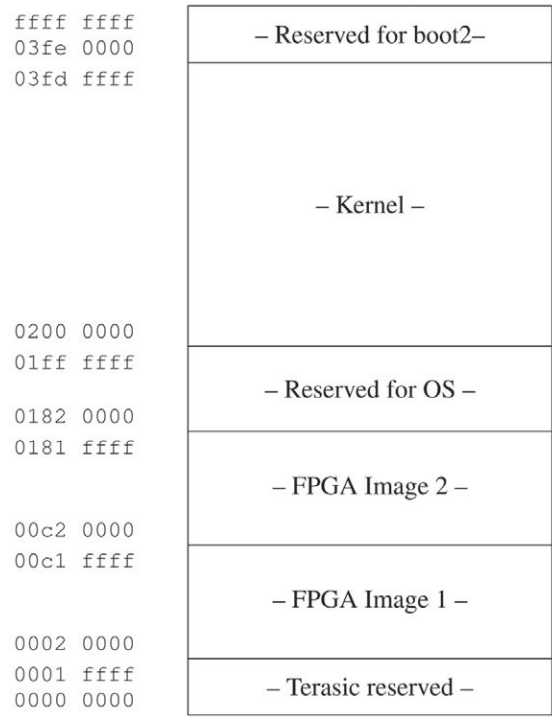 ffff ffff
– Reserved for boot2–
03fe 0000
03fd ffff
– Kernel –
0200 0000
01ff ffff
– Reserved for OS –
0182 0000
0181 ffff
– FPGA Image 2 –
00c2 0000
00c1 ffff
– FPGA Image 1 –
0002 0000
0001 ffff
– Terasic reserved –
0000 0000